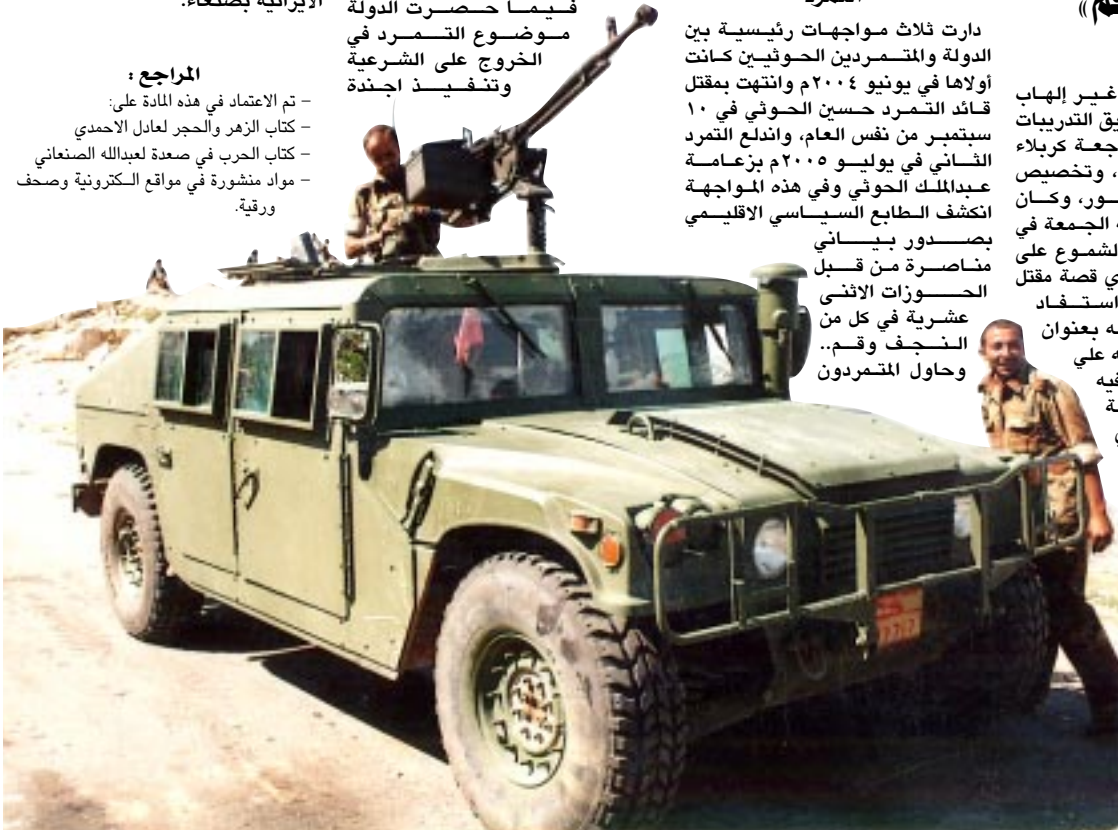 غير إلهاب
التدريبات
كربلاء
، وتخصيص
وكان
الجمعة في
الشموع على
قصة مقتل
استفاد
بعنوان
علي
فيه
التمرد
دارت ثلاث مواجهات رئيسية بين
الدولة والمتمردين الحوثيين كانت
أولاها في يونيو ٢٠٠٤م وانتهت بمقتل
قائد التمرد حسين الحوثي في ١٠
سبتمبر من نفس العام، واندلع التمرد
الثاني في يوليو ٢٠٠٥م بزعامة
عبدالملك الحوثي وفي هذه المواجهة
انكشف الطابع السياسي الاقليمي
بصدور بياني
مناصرة من قبل
الحوزات الاثنى
عشرية في كل من
النجف وقم..
وحاول المتمردون
فيما حصرت الدولة
موضوع التمرد في
الخروج على الشرعية
وتنفيذ اجندة
الايرانية بصنعاء.
المراجع :
– تم الاعتماد في هذه المادة على:
– كتاب الزهر والحجر لعادل الاحمدي
– كتاب الحرب في صعدة لعبدالله الصنعاني
– مواد منشورة في مواقع الكترونية وصحف
ورقية.